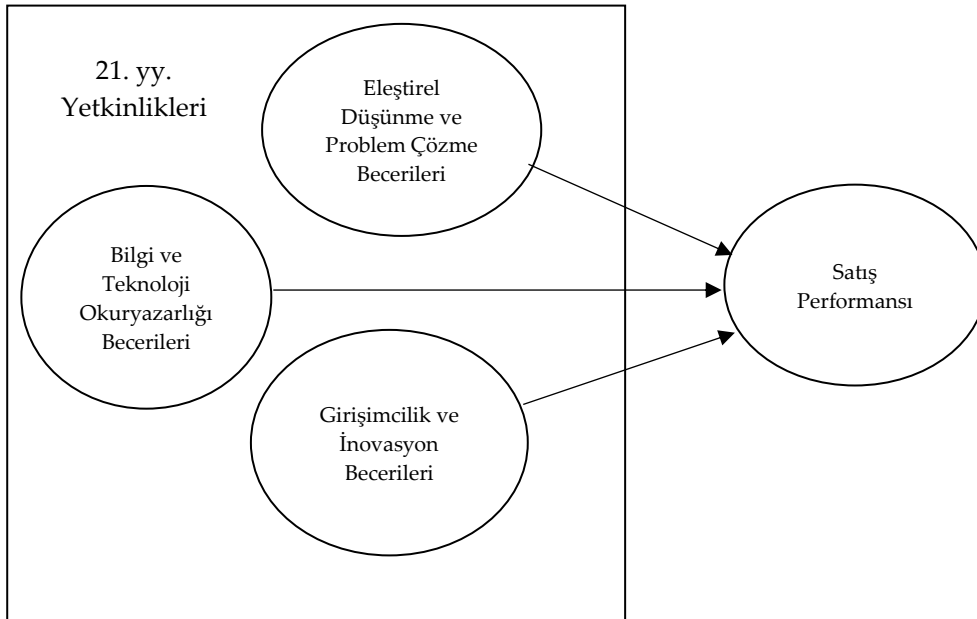 21. yy.
Yetkinlikleri
Eleştirel
Düşünme ve
Problem Çözme
Becerileri
Bilgi ve
Teknoloji
Okuryazarlığı
Becerileri
Girişimcilik ve
İnovasyon
Becerileri
Satış
Performansı